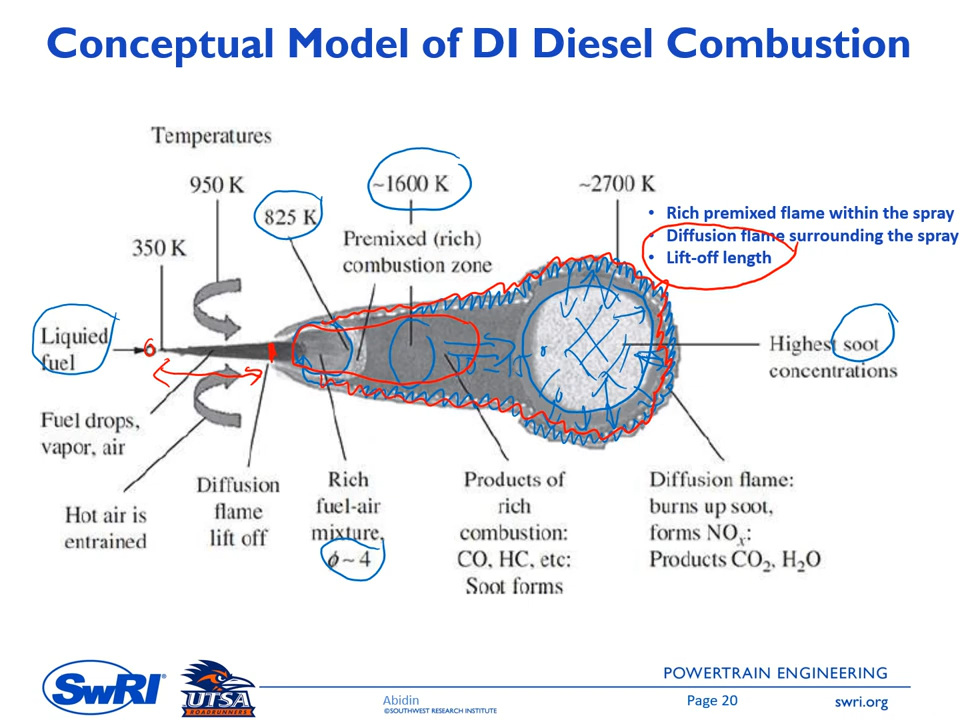 Conceptual Model of DI Diesel Combustion
Temperatures
950 K
~1600 K
~2700 K
825 K
350 K
Premixed (rich)
combustion zone
• Rich premixed flame within the spray
• Diffusion flame surrounding the spray
• Lift-off length
Liquied
fuel
Highest soot
concentrations
Fuel drops,
vapor, air
Hot air is
entrained
Diffusion
flame
lift off
Rich
fuel-air
mixture,
ϕ ~ 4
Products of
rich
combustion:
CO, HC, etc:
Soot forms
Diffusion flame:
burns up soot,
forms NOx:
Products CO2, H2O
SwRI
UTSA
ROADRUNNERS
POWERTRAIN ENGINEERING
Abidin
©SOUTHWEST RESEARCH INSTITUTE
Page 20
swri.org